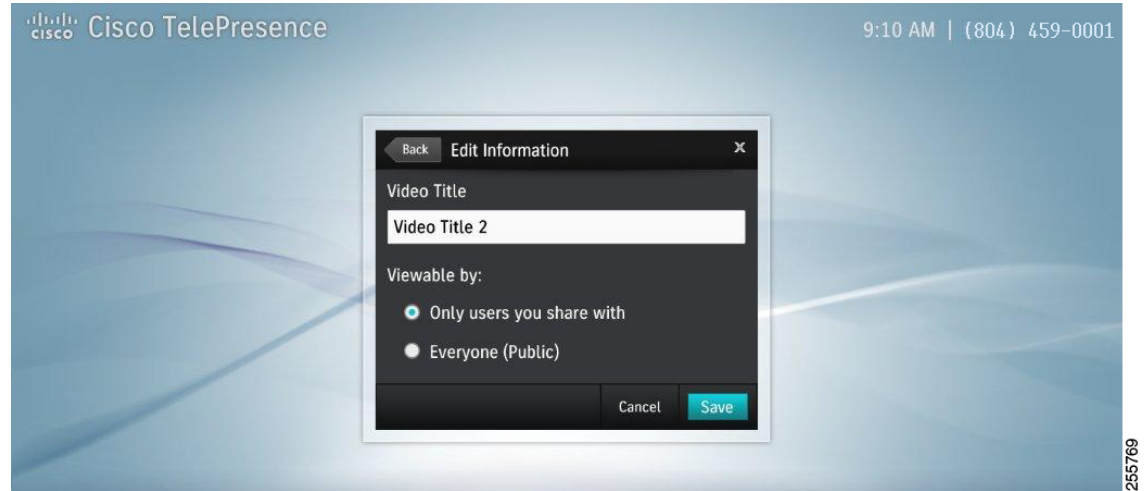 cisco Cisco TelePresence
9:10 AM | (804) 459-0001
Back Edit Information x
Video Title
Video Title 2
Viewable by:
Only users you share with
Everyone (Public)
Cancel Save
255769